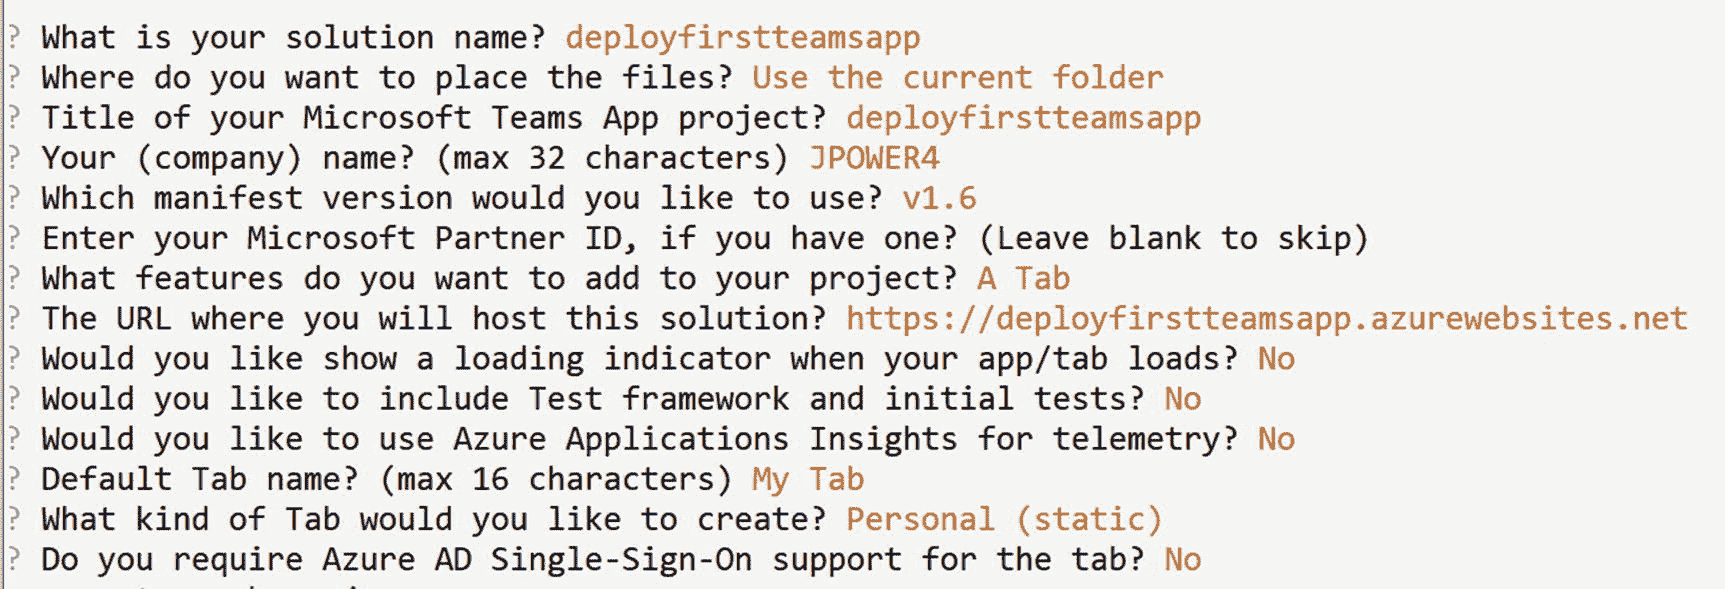 ? What is your solution name? deployfirstteamsapp
? Where do you want to place the files? Use the current folder
? Title of your Microsoft Teams App project? deployfirstteamsapp
? Your (company) name? (max 32 characters) JPOWER4
? Which manifest version would you like to use? v1.6
? Enter your Microsoft Partner ID, if you have one? (Leave blank to skip)
? What features do you want to add to your project? A Tab
? The URL where you will host this solution? https://deployfirstteamsapp.azurewebsites.net
? Would you like show a loading indicator when your app/tab loads? No
? Would you like to include Test framework and initial tests? No
? Would you like to use Azure Applications Insights for telemetry? No
? Default Tab name? (max 16 characters) My Tab
? What kind of Tab would you like to create? Personal (static)
? Do you require Azure AD Single-Sign-On support for the tab? No